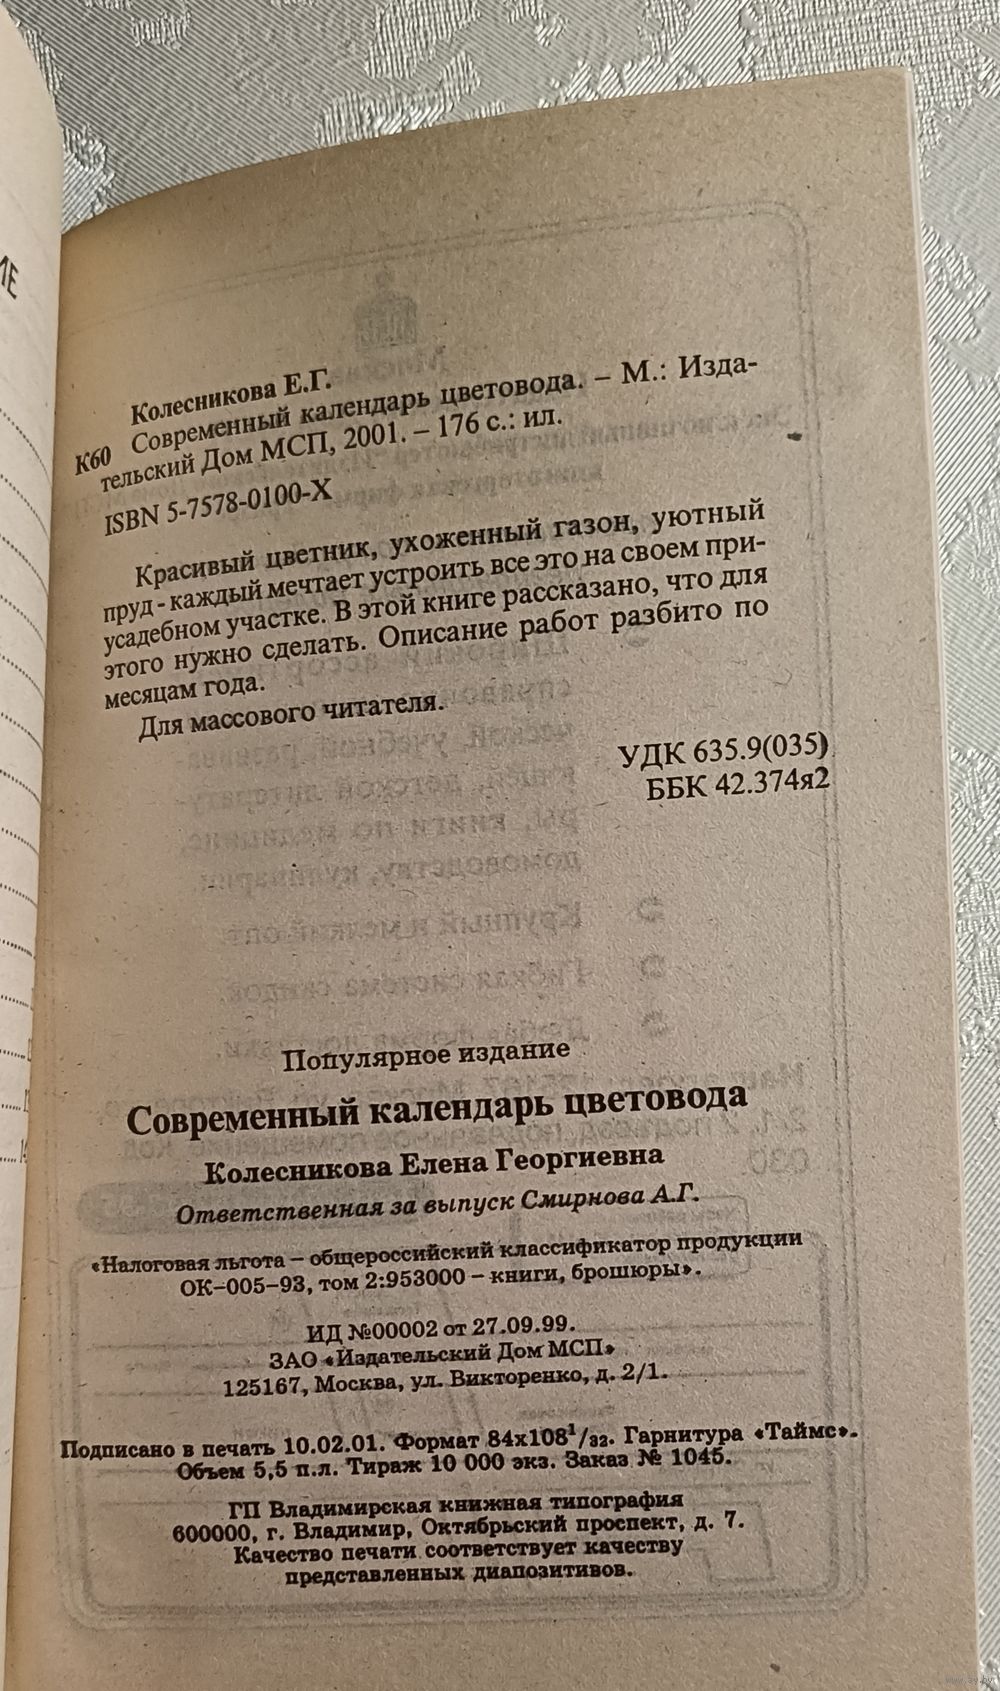 Колесникова Е.Г.
К60 Современный календарь цветовода. – М.: Изда-
тельский Дом МСП, 2001. – 176 с.: ил.
ISBN 5-7578-0100-X
Красивый цветник, ухоженный газон, уютный
пруд - каждый мечтает устроить все это на своем при-
усадебном участке. В этой книге рассказано, что для
этого нужно сделать. Описание работ разбито по
месяцам года.
Для массового читателя.
УДК 635.9(035)
ББК 42.374я2
Популярное издание
Современный календарь цветовода
Колесникова Елена Георгиевна
Ответственная за выпуск Смирнова А.Г.
«Налоговая льгота – общероссийский классификатор продукции
ОК–005–93, том 2:953000 – книги, брошюры».
ИД №00002 от 27.09.99.
ЗАО «Издательский Дом МСП»
125167, Москва, ул. Викторенко, д. 2/1.
Подписано в печать 10.02.01. Формат 84х108¹/₃₂. Гарнитура «Таймс».
Объем 5,5 п.л. Тираж 10 000 экз. Заказ № 1045.
ГП Владимирская книжная типография
600000, г. Владимир, Октябрьский проспект, д. 7.
Качество печати соответствует качеству
представленных диапозитивов.